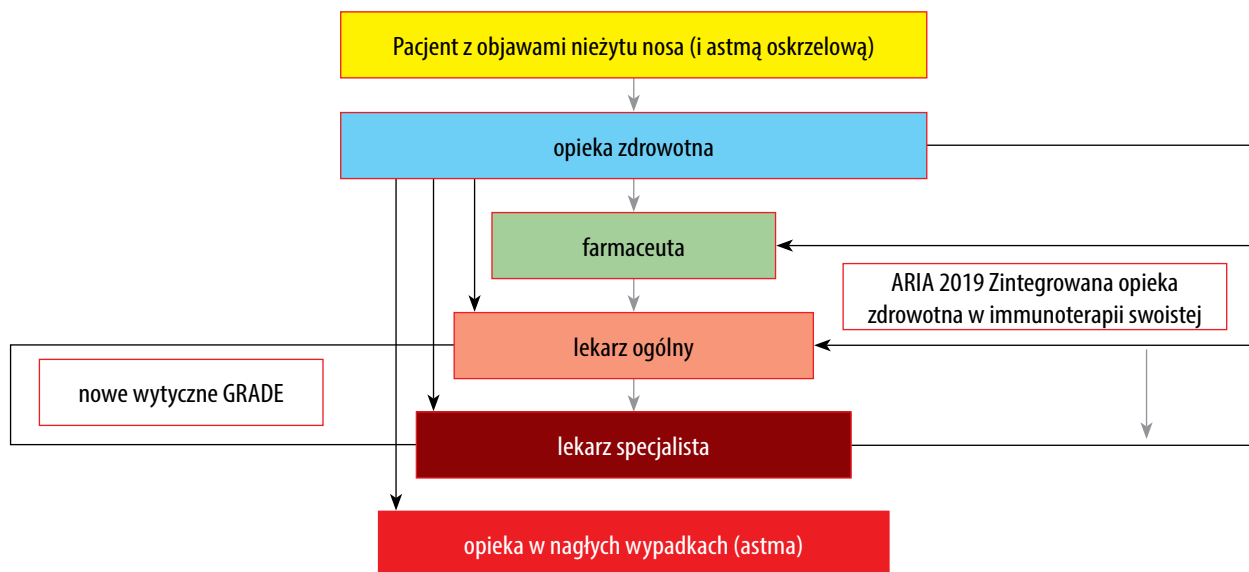 Pacjent z objawami nieżytu nosa (i astmą oskrzelową)
opieka zdrowotna
farmaceuta
ARIA 2019 Zintegrowana opieka
zdrowotna w immunoterapii swoistej
lekarz ogólny
nowe wytyczne GRADE
lekarz specjalista
opieka w nagłych wypadkach (astma)